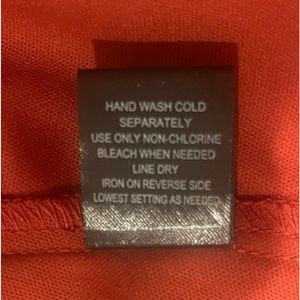 HAND WASH COLD
SEPARATELY
USE ONLY NON-CHLORINE
BLEACH WHEN NEEDED
LINE DRY
IRON ON REVERSE SIDE
LOWEST SETTING AS NEEDED